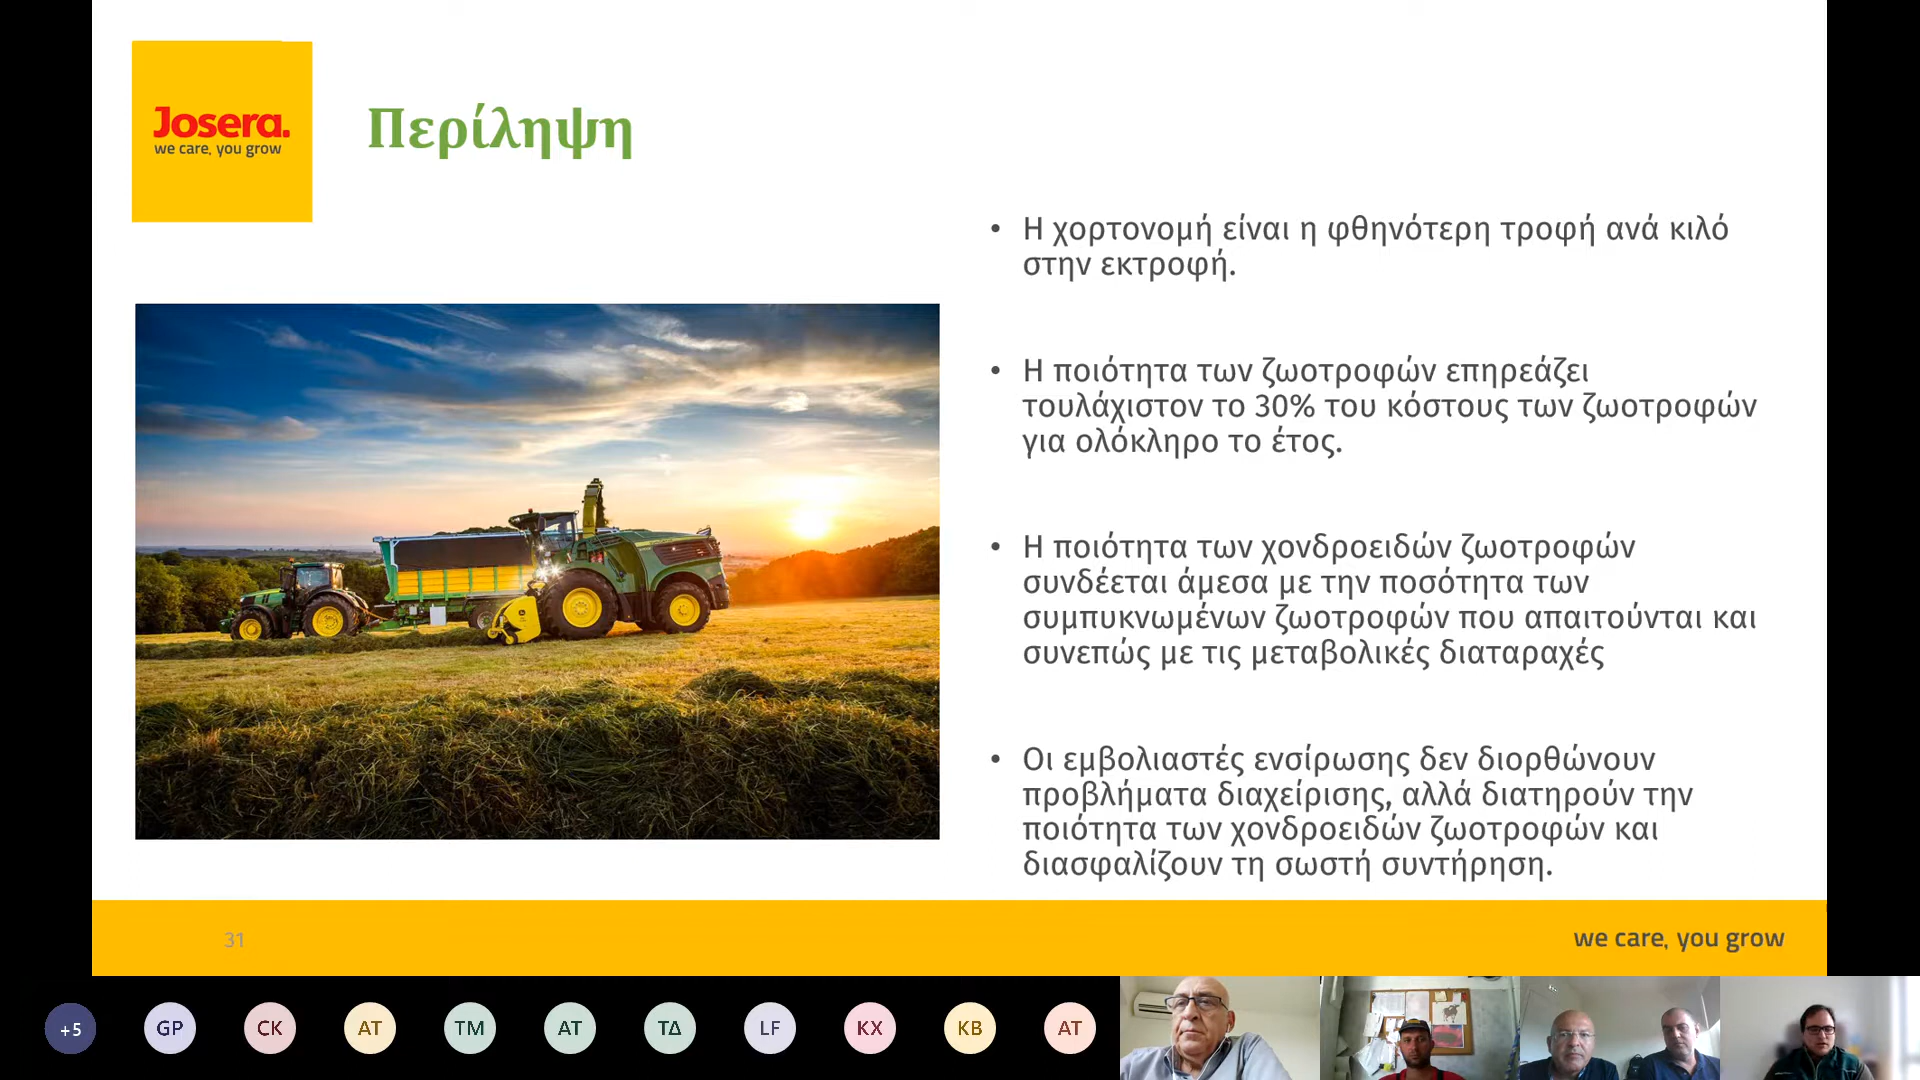 Josera.
we care, you grow
Περίληψη
• Η χορτονομή είναι η φθηνότερη τροφή ανά κιλό
στην εκτροφή.
• Η ποιότητα των ζωοτροφών επηρεάζει
τουλάχιστον το 30% του κόστους των ζωοτροφών
για ολόκληρο το έτος.
• Η ποιότητα των χονδροειδών ζωοτροφών
συνδέεται άμεσα με την ποσότητα των
συμπυκνωμένων ζωοτροφών που απαιτούνται και
συνεπώς με τις μεταβολικές διαταραχές
• Οι εμβολιαστές ενσίρωσης δεν διορθώνουν
προβλήματα διαχείρισης, αλλά διατηρούν την
ποιότητα των χονδροειδών ζωοτροφών και
διασφαλίζουν τη σωστή συντήρηση.
31
we care, you grow
+5 GP CK AT TM AT ΤΔ LF KX KB AT